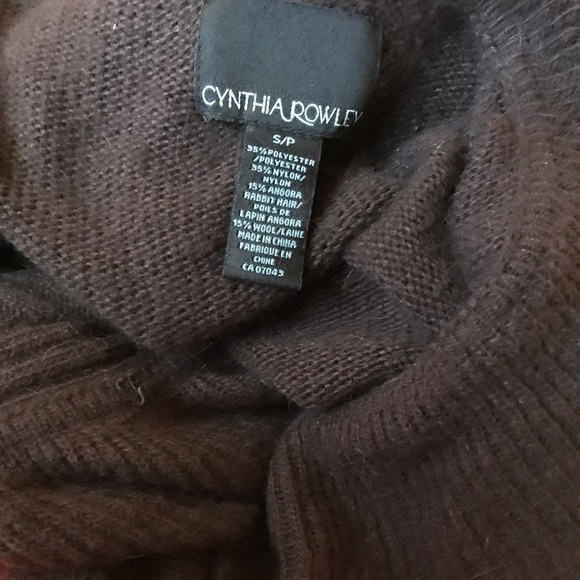 CYNTHIA ROWLEY
S/P
35% POLYESTER
/POLYESTER
35% NYLON/
NYLON
15% ANGORA
RABBIT HAIR/
POILS DE
LAPIN ANGORA
15% WOOL/LAINE
MADE IN CHINA
FABRIQUE EN
CHINE
CA 07043